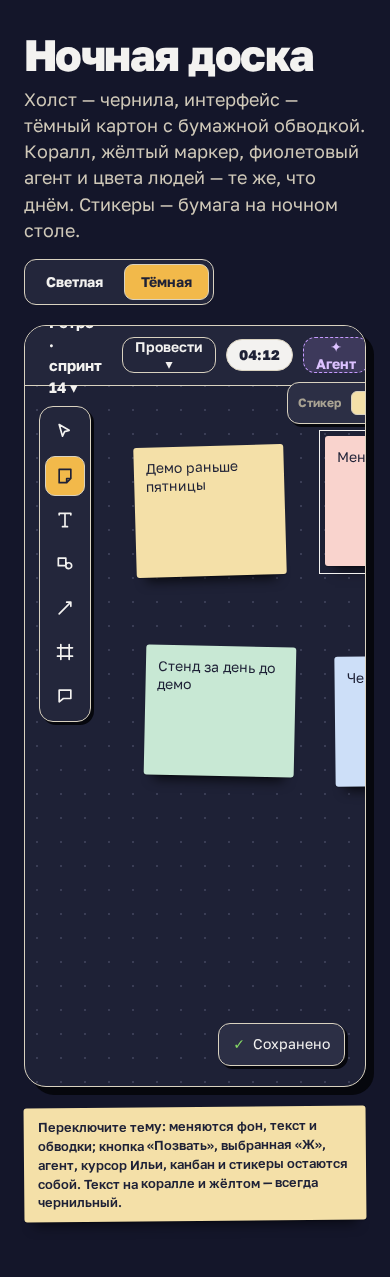 Ночная доска
Холст — чернила, интерфейс —
тёмный картон с бумажной обводкой.
Коралл, жёлтый маркер, фиолетовый
агент и цвета людей — те же, что
днём. Стикеры — бумага на ночном
столе.
Светлая Тёмная
·
спринт
14 ▾
Провести
▾
04:12
✦
Агент
Стикер
Демо раньше
пятницы
Мен
Стенд за день до
демо
Че
✓ Сохранено
Переключите тему: меняются фон, текст и
обводки; кнопка «Позвать», выбранная «Ж»,
агент, курсор Ильи, канбан и стикеры остаются
собой. Текст на коралле и жёлтом — всегда
чернильный.